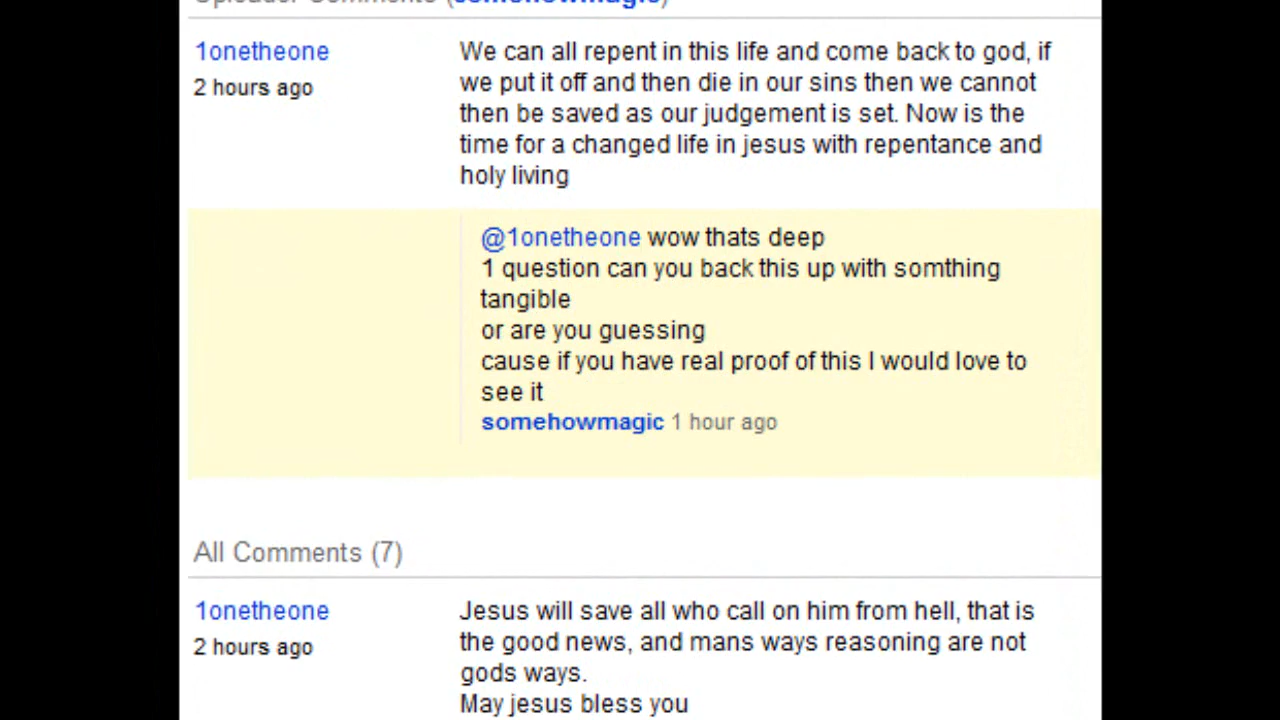 Uploader Comments (somehowmagic)
1onetheone
We can all repent in this life and come back to god, if
2 hours ago
we put it off and then die in our sins then we cannot
then be saved as our judgement is set. Now is the
time for a changed life in jesus with repentance and
holy living
@1onetheone wow thats deep
1 question can you back this up with somthing
tangible
or are you guessing
cause if you have real proof of this I would love to
see it
somehowmagic 1 hour ago
All Comments (7)
1onetheone
Jesus will save all who call on him from hell, that is
2 hours ago
the good news, and mans ways reasoning are not
gods ways.
May jesus bless you